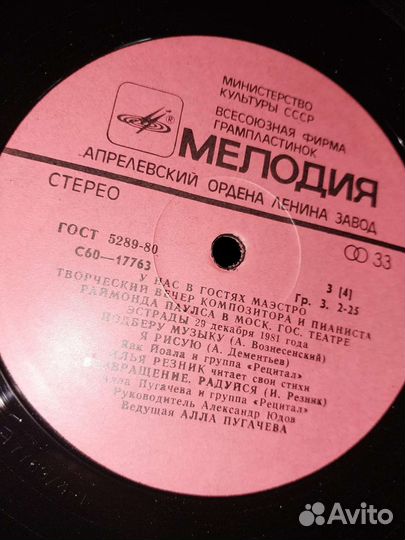 МИНИСТЕРСТВО
КУЛЬТУРЫ СССР
ВСЕСОЮЗНАЯ ФИРМА
ГРАМПЛАСТИНОК
®
МЕЛОДИЯ
АПРЕЛЕВСКИЙ ОРДЕНА ЛЕНИНА ЗАВОД
СТЕРЕО
33
ГОСТ 5289-80
С60—17763
3 [4]
Гр. 3. 2-25
У НАС В ГОСТЯХ МАЭСТРО
ТВОРЧЕСКИЙ ВЕЧЕР КОМПОЗИТОРА И ПИАНИСТА
РАЙМОНДА ПАУЛСА В МОСК. ГОС. ТЕАТРЕ
ЭСТРАДЫ 29 декабря 1981 года
ПОДБЕРУ МУЗЫКУ (А. Вознесенский)
Я РИСУЮ (А. Дементьев)
Яак Йоала и группа «Рецитал»
ИЛЬЯ РЕЗНИК читает свои стихи
ВОЗВРАЩЕНИЕ. РАДУЙСЯ (И. Резник)
Алла Пугачева и группа «Рецитал»
Руководитель Александр Юдов
Ведущая АЛЛА ПУГАЧЕВА
Avito